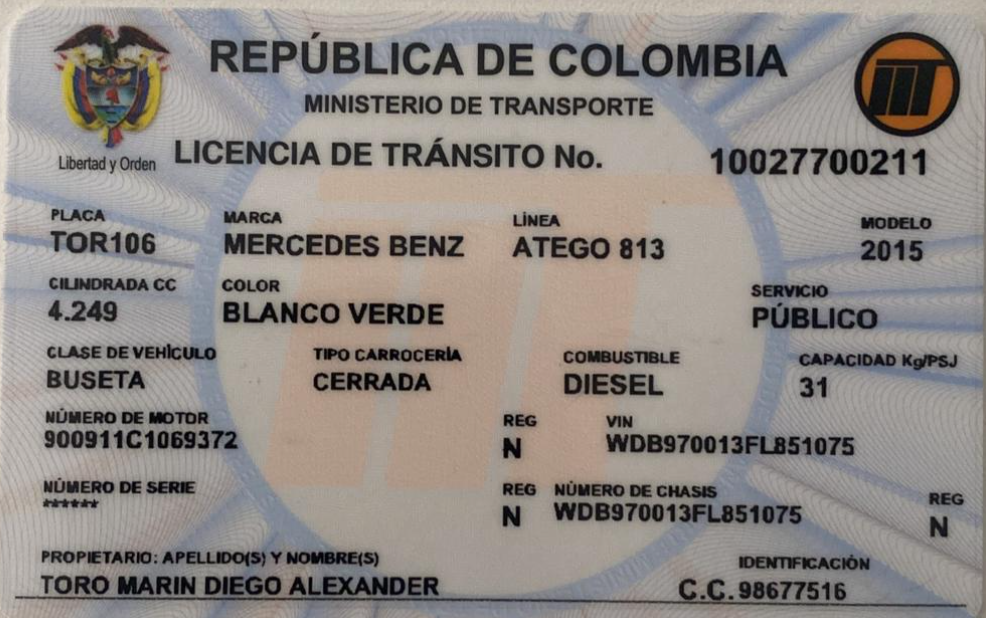 REPÚBLICA DE COLOMBIA
MINISTERIO DE TRANSPORTE
Libertad y Orden
LICENCIA DE TRÁNSITO No. 10027700211
PLACA MARCA LÍNEA MODELO
TOR106 MERCEDES BENZ ATEGO 813 2015
CILINDRADA CC COLOR SERVICIO
4.249 BLANCO VERDE PÚBLICO
CLASE DE VEHÍCULO TIPO CARROCERÍA COMBUSTIBLE CAPACIDAD Kg/PSJ
BUSETA CERRADA DIESEL 31
NÚMERO DE MOTOR REG VIN
900911C1069372 N WDB970013FL851075
NÚMERO DE SERIE REG NÚMERO DE CHASIS REG
****** N WDB970013FL851075 N
PROPIETARIO: APELLIDO(S) Y NOMBRE(S) IDENTIFICACIÓN
TORO MARIN DIEGO ALEXANDER C.C. 98677516